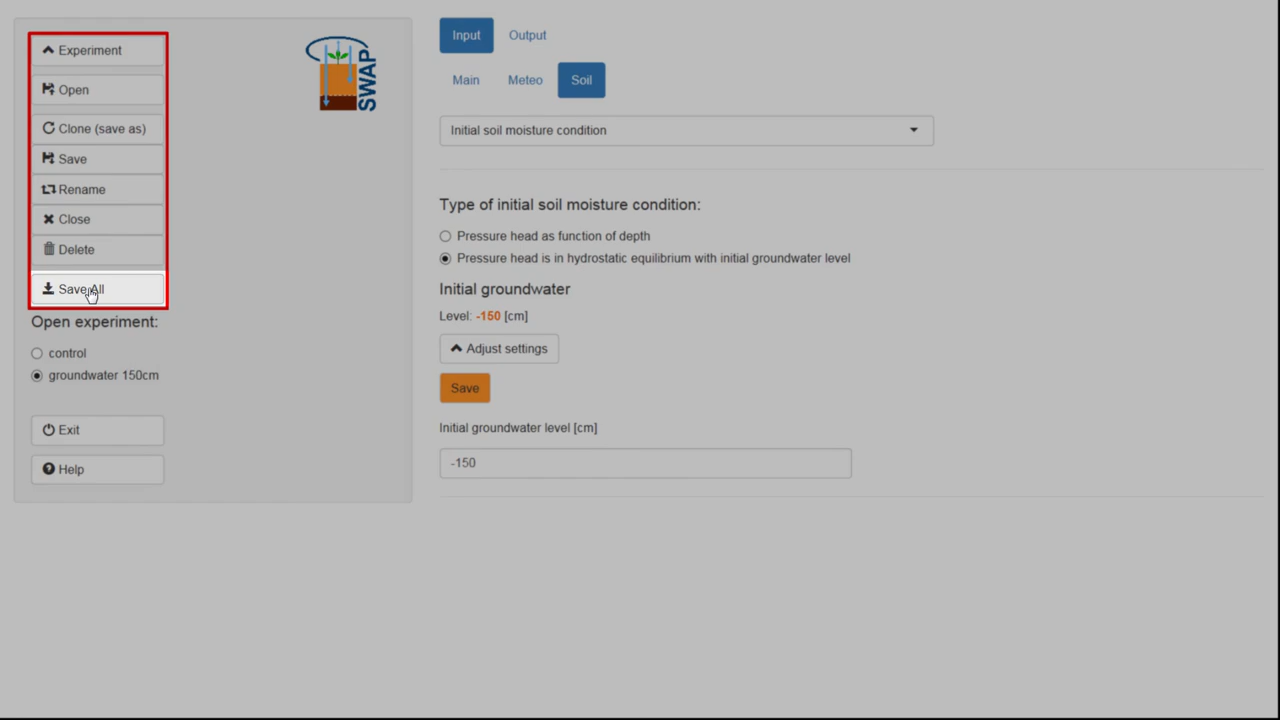 Experiment
Open
Clone (save as)
Save
Rename
Close
Delete
Save All
Open experiment:
control
groundwater 150cm
Exit
Help
SWAP
Input Output
Main Meteo Soil
Initial soil moisture condition
Type of initial soil moisture condition:
Pressure head as function of depth
Pressure head is in hydrostatic equilibrium with initial groundwater level
Initial groundwater
Level: -150 [cm]
Adjust settings
Save
Initial groundwater level [cm]
-150